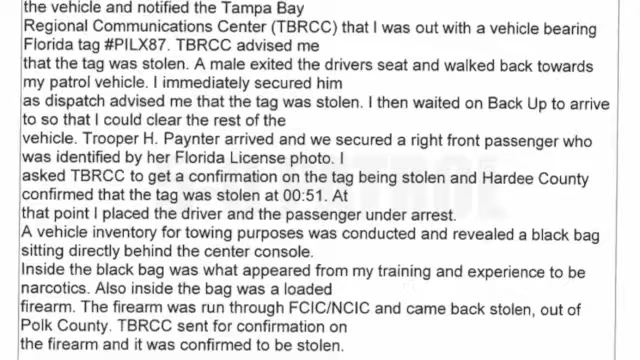 the vehicle and notified the Tampa Bay
Regional Communications Center (TBRCC) that I was out with a vehicle bearing
Florida tag #PILX87. TBRCC advised me
that the tag was stolen. A male exited the drivers seat and walked back towards
my patrol vehicle. I immediately secured him
as dispatch advised me that the tag was stolen. I then waited on Back Up to arrive
to so that I could clear the rest of the
vehicle. Trooper H. Paynter arrived and we secured a right front passenger who
was identified by her Florida License photo. I
asked TBRCC to get a confirmation on the tag being stolen and Hardee County
confirmed that the tag was stolen at 00:51. At
that point I placed the driver and the passenger under arrest.
A vehicle inventory for towing purposes was conducted and revealed a black bag
sitting directly behind the center console.
Inside the black bag was what appeared from my training and experience to be
narcotics. Also inside the bag was a loaded
firearm. The firearm was run through FCIC/NCIC and came back stolen, out of
Polk County. TBRCC sent for confirmation on
the firearm and it was confirmed to be stolen.